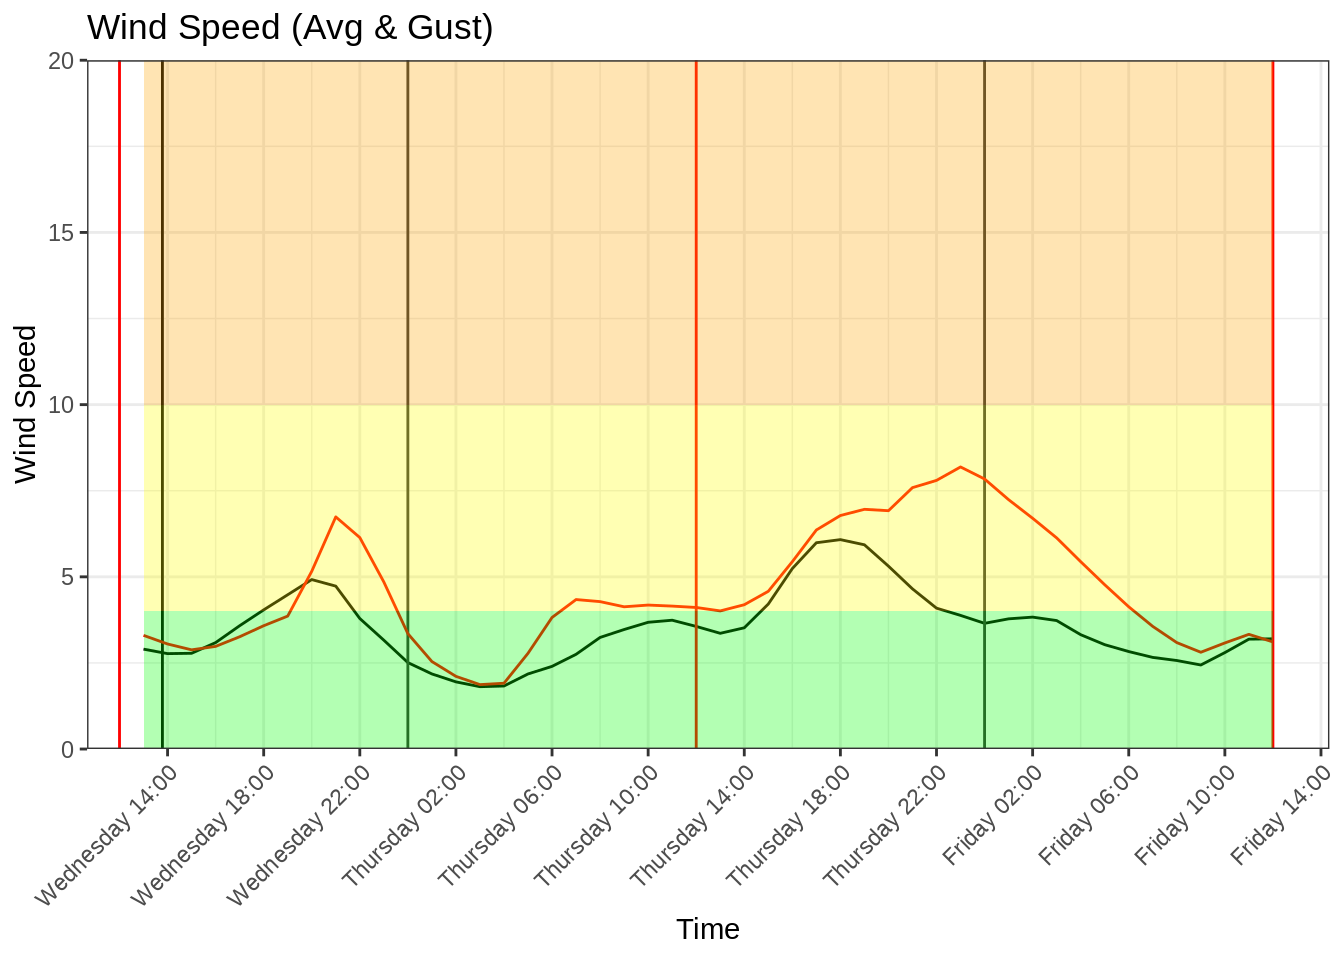 Wind Speed (Avg & Gust)
20
15
10
5
0
Wind Speed
Wednesday 14:00
Wednesday 18:00
Wednesday 22:00
Thursday 02:00
Thursday 06:00
Thursday 10:00
Thursday 14:00
Thursday 18:00
Thursday 22:00
Friday 02:00
Friday 06:00
Friday 10:00
Friday 14:00
Time